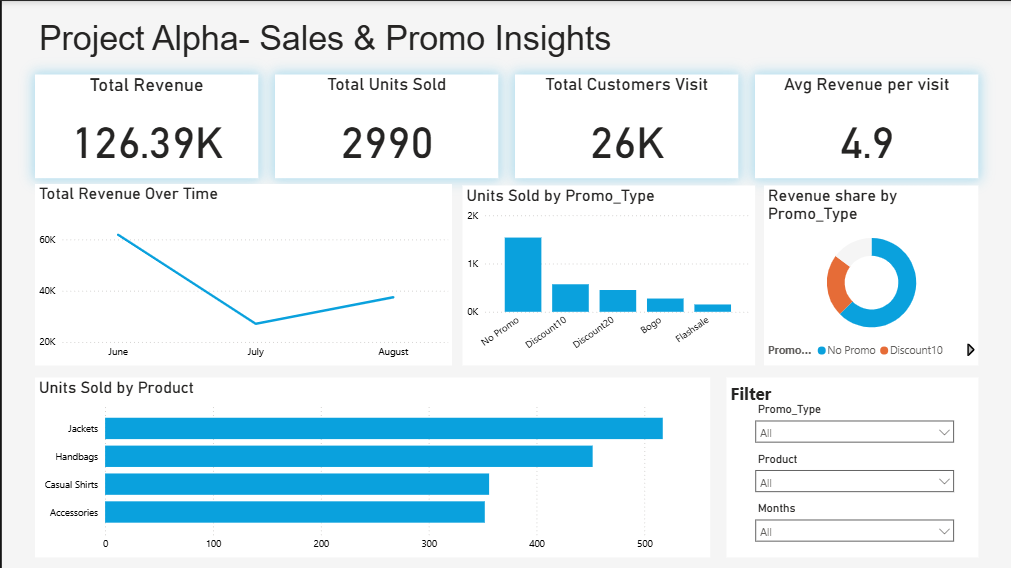 Project Alpha- Sales & Promo Insights
Total Revenue
126.39K
Total Units Sold
2990
Total Customers Visit
26K
Avg Revenue per visit
4.9
Total Revenue Over Time
60K
40K
20K
June July August
Units Sold by Promo_Type
2K
1K
0K
No Promo Discount10 Discount20 Bogo Flashsale
Revenue share by
Promo_Type
Promo... No Promo Discount10
Units Sold by Product
Jackets
Handbags
Casual Shirts
Accessories
0 100 200 300 400 500
Filter
Promo_Type
All
Product
All
Months
All